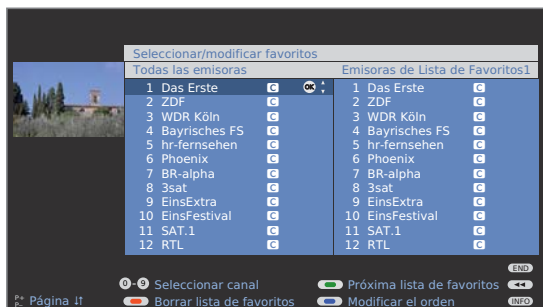 Seleccionar/modificar favoritos
Todas las emisoras Emisoras de Lista de Favoritos1
1 Das Erste C OK 1 Das Erste C
2 ZDF C 2 ZDF C
3 WDR Köln C 3 WDR Köln C
4 Bayrisches FS C 4 Bayrisches FS C
5 hr-fernsehen C 5 hr-fernsehen C
6 Phoenix C 6 Phoenix C
7 BR-alpha C 7 BR-alpha C
8 3sat C 8 3sat C
9 EinsExtra C 9 EinsExtra C
10 EinsFestival C 10 EinsFestival C
11 SAT.1 C 11 SAT.1 C
12 RTL C 12 RTL C
END
0-9 Seleccionar canal Próxima lista de favoritos
P+ P- Página Borrar lista de favoritos Modificar el orden INFO